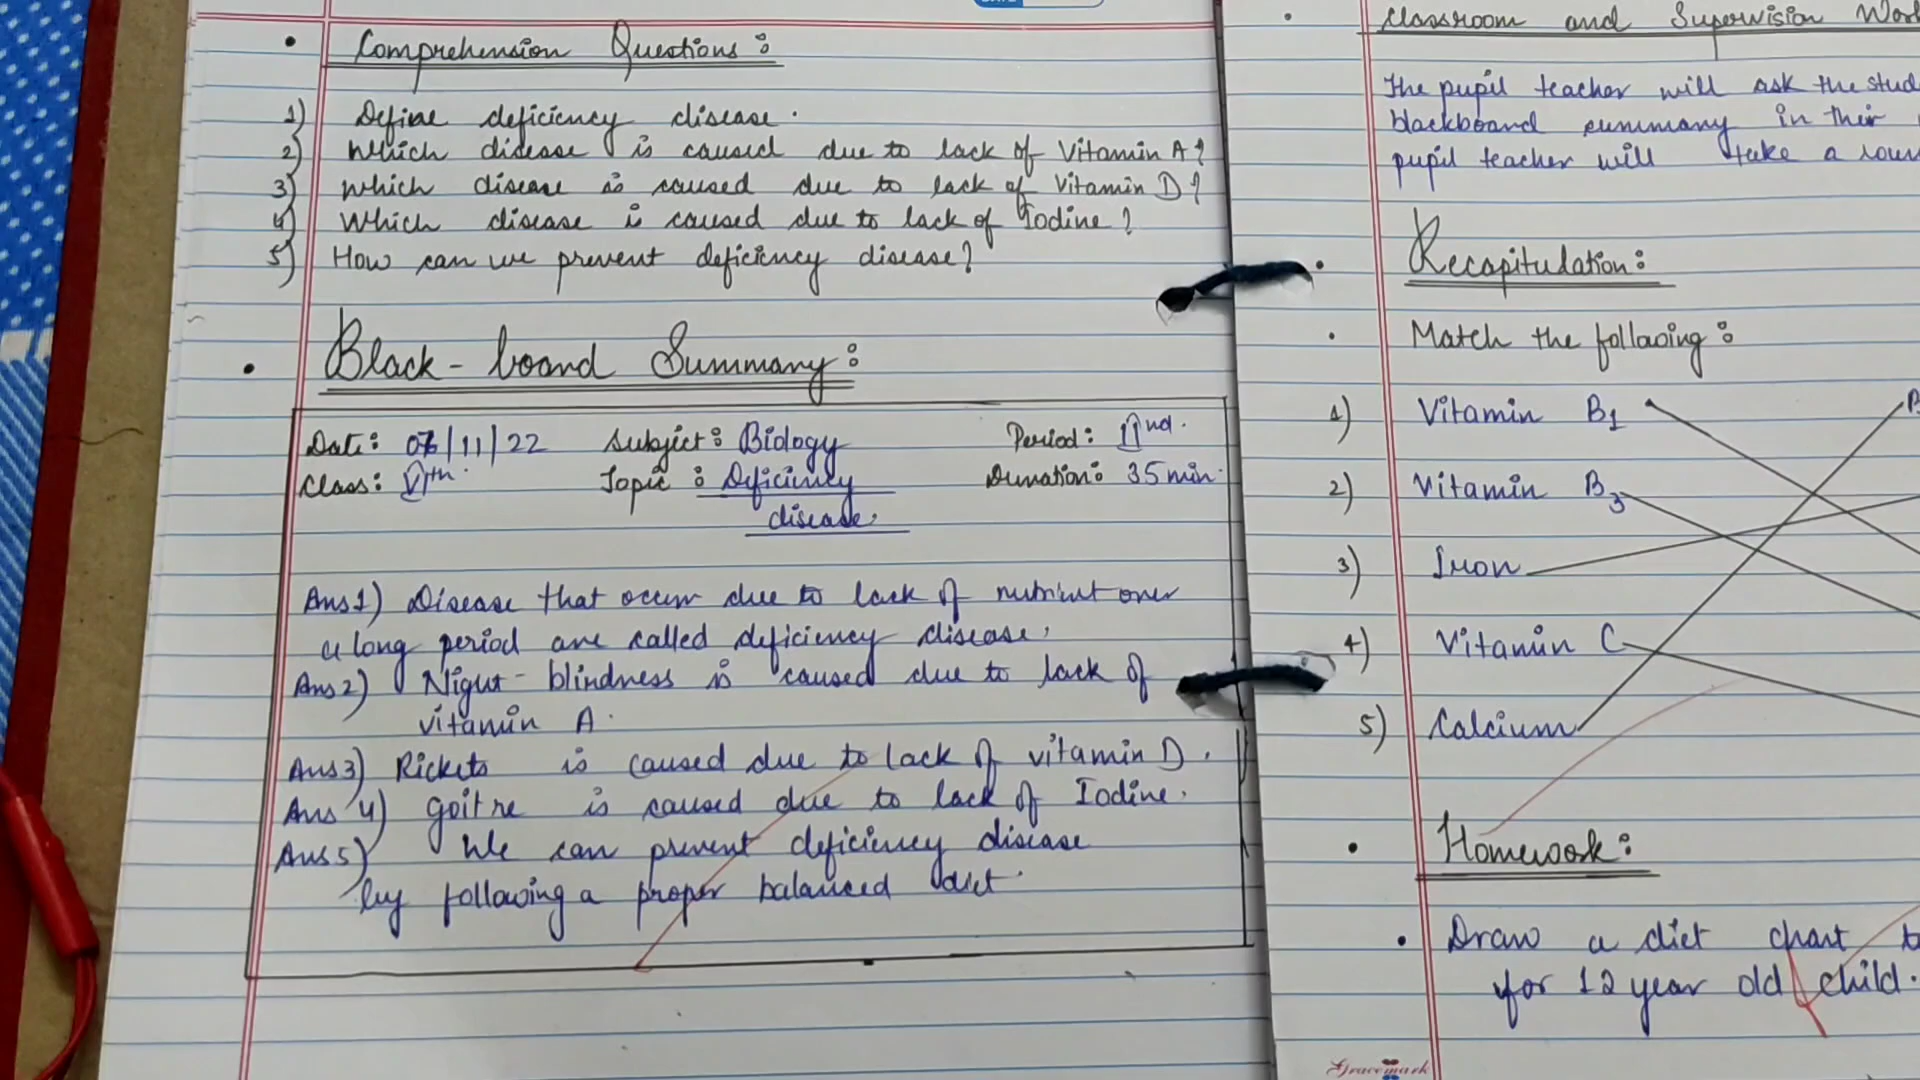 Comprehension Questions:
1) Define deficiency disease.
2) Which disease is caused due to lack of Vitamin A?
3) Which disease is caused due to lack of Vitamin D?
4) Which disease is caused due to lack of Iodine?
5) How can we prevent deficiency disease?
Black-board Summary:
Date: /11/22 Subject: Biology Period: IInd.
Class: VIth. Topic: Deficiency Duration: 35 min.
disease.
Ans1) Disease that occur due to lack of nutrient over
a long period are called deficiency disease.
Ans2) Night-blindness is caused due to lack of
vitamin A.
Ans3) Rickets is caused due to lack of vitamin D.
Ans 4) Goitre is caused due to lack of Iodine.
Ans5) We can prevent deficiency disease
by following a proper balanced diet.
Classroom and Supervision
The pupil teacher will ask the
blackboard summary in their
pupil teacher will take a
Recapitulation:
Match the following:
1) Vitamin B1
2) Vitamin B3
3) Iron
4) Vitamin C
5) Calcium
Homework:
Draw a diet chart
for 12 year old child.
Gracemark